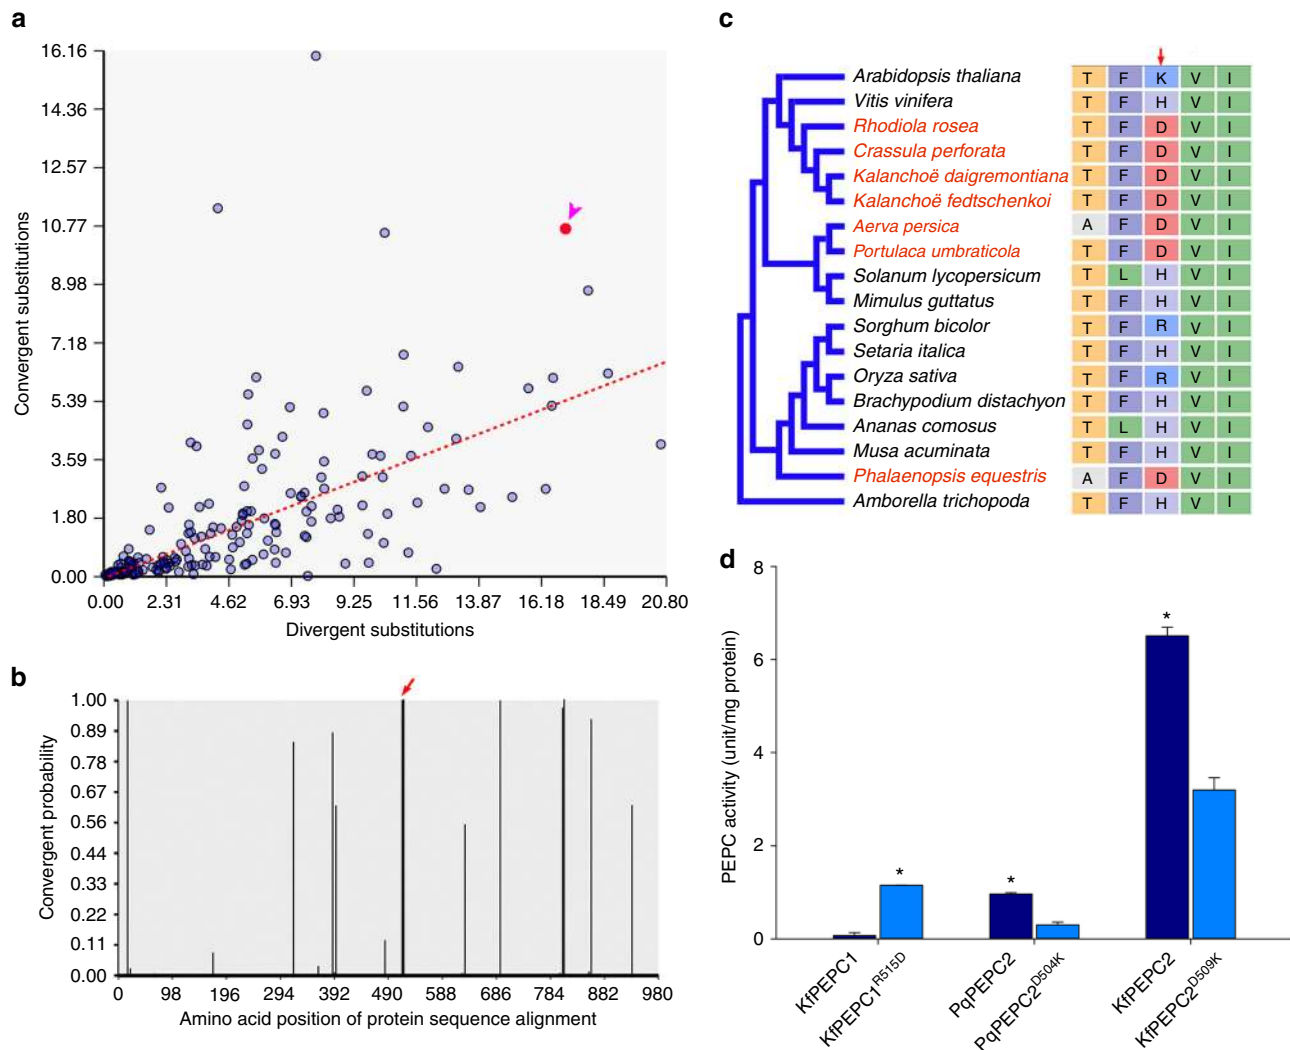 a
16.16
14.36
12.57
10.77
8.98
7.18
5.39
3.59
1.80
0.00
Convergent substitutions
0.00 2.31 4.62 6.93 9.25 11.56 13.87 16.18 18.49 20.80
Divergent substitutions
b
1.00
0.89
0.78
0.67
0.56
0.44
0.33
0.22
0.11
0.00
Convergent probability
0 98 196 294 392 490 588 686 784 882 980
Amino acid position of protein sequence alignment
c
Arabidopsis thaliana T F K V I
Vitis vinifera T F H V I
Rhodiola rosea T F D V I
Crassula perforata T F D V I
Kalanchoë daigremontiana T F D V I
Kalanchoë fedtschenkoi T F D V I
Aerva persica A F D V I
Portulaca umbraticola T F D V I
Solanum lycopersicum T L H V I
Mimulus guttatus T F H V I
Sorghum bicolor T F R V I
Setaria italica T F H V I
Oryza sativa T F R V I
Brachypodium distachyon T F H V I
Ananas comosus T L H V I
Musa acuminata T F H V I
Phalaenopsis equestris A F D V I
Amborella trichopoda T F H V I
d
8
6
4
2
0
PEPC activity (unit/mg protein)
* * *
KfPEPC1
KfPEPC1^R515D
PqPEPC2
PqPEPC2^D504K
KfPEPC2
KfPEPC2^D509K